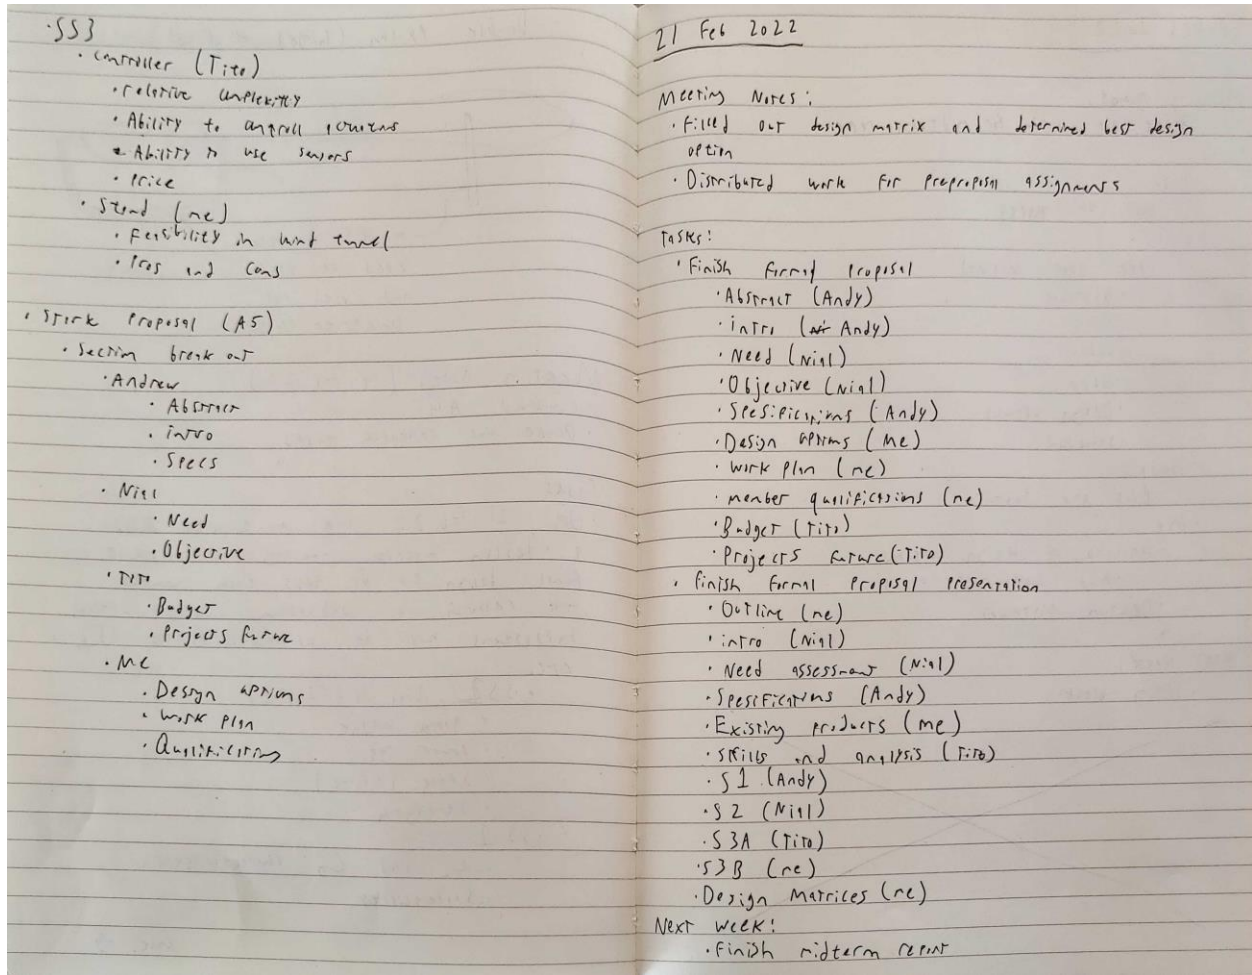 · SS3
· Controller (Tito)
· relative complexity
· Ability to controll
· Ability to use sensors
· Price
· Stand (me)
· Feasibility in wind tunnel
· Pros and Cons
· Start Proposal (A5)
· Section break out
· Andrew
· Abstract
· intro
· Specs
· Nial
· Need
· Objective
· Tito
· Budget
· Projects future
· Me
· Design options
· Work plan
· Qualifications
21 Feb 2022
Meeting Notes:
· Filled out design matrix and determined best design
option
· Distributed work for preproposal assignments
Tasks:
· Finish formal proposal
· Abstract (Andy)
· intro (Andy)
· Need (Nial)
· Objective (Nial)
· Spesifications (Andy)
· Design options (me)
· work plan (me)
· member qualifications (me)
· Budget (Tito)
· Projects future (Tito)
· Finish formal proposal presentation
· Outline (me)
· intro (Nial)
· Need assessment (Nial)
· Spesifications (Andy)
· Existing products (me)
· skills and analysis (Tito)
· S1 (Andy)
· S2 (Nial)
· S3A (Tito)
· S3B (me)
· Design Matrices (me)
Next week:
· Finish midterm report